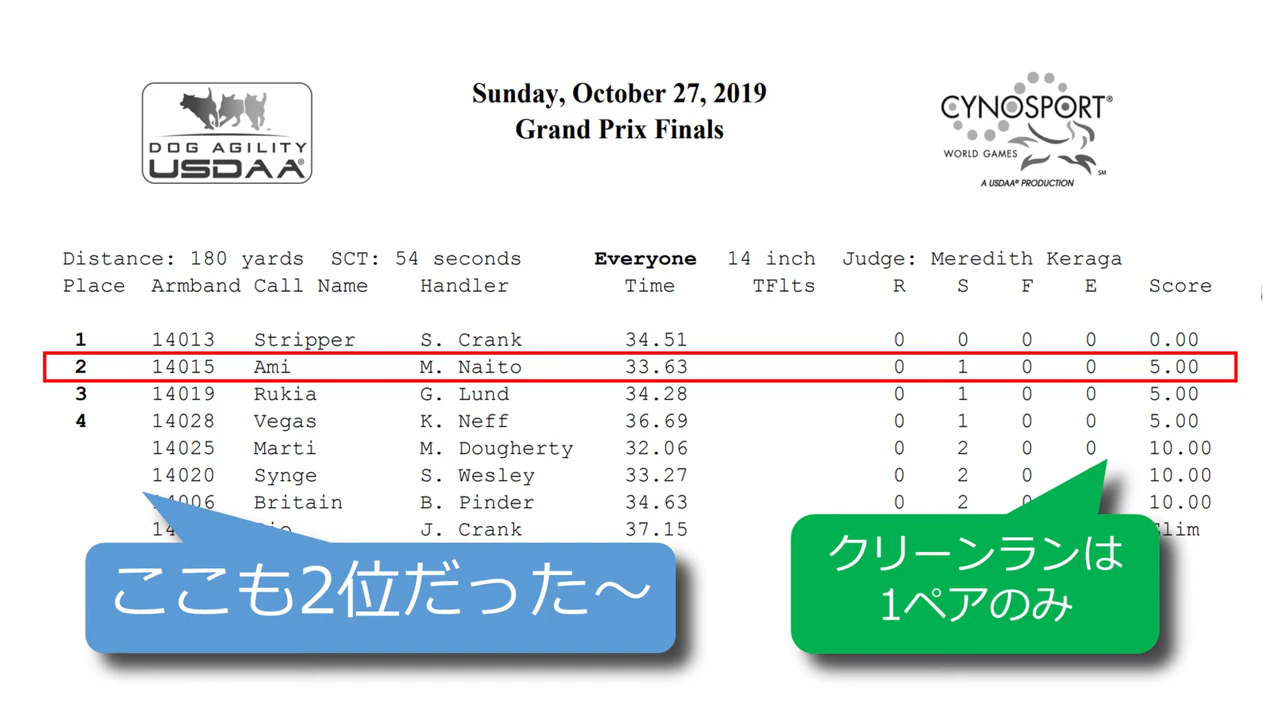 Sunday, October 27, 2019
Grand Prix Finals
DOG AGILITY
USDAA®
CYNOSPORT®
WORLD GAMES
SM
A USDAA® PRODUCTION
Distance: 180 yards SCT: 54 seconds Everyone 14 inch Judge: Meredith Keraga
Place Armband Call Name Handler Time TFlts R S F E Score
1 14013 Stripper S. Crank 34.51 0 0 0 0 0.00
2 14015 Ami M. Naito 33.63 0 1 0 0 5.00
3 14019 Rukia G. Lund 34.28 0 1 0 0 5.00
4 14028 Vegas K. Neff 36.69 0 1 0 0 5.00
14025 Marti M. Dougherty 32.06 0 2 0 0 10.00
14020 Synge S. Wesley 33.27 0 2 0 10.00
Britain B. Pinder 34.63 0 2 10.00
J. Crank 37.15
ここも2位だった～
クリーンランは
1ペアのみ